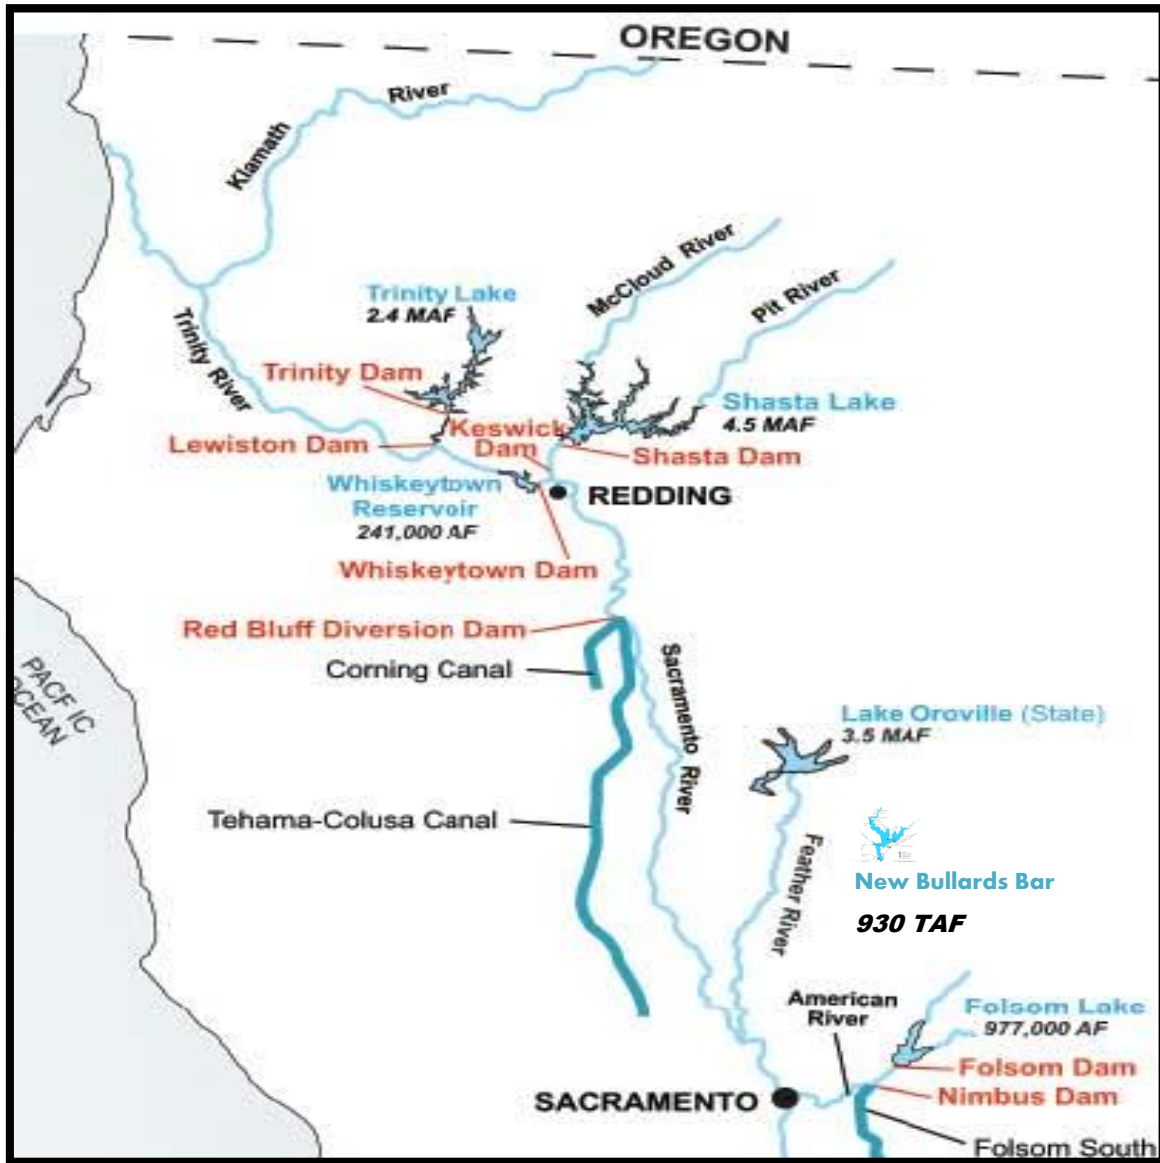 OREGON
River
Klamath
McCloud River
Pit River
Trinity Lake
2.4 MAF
Trinity River
Trinity Dam
Shasta Lake
4.5 MAF
Keswick
Dam
Lewiston Dam
Shasta Dam
Whiskeytown
Reservoir
241,000 AF
REDDING
Whiskeytown Dam
Red Bluff Diversion Dam
Corning Canal
Sacramento River
PACFIC
OCEAN
Lake Oroville (State)
3.5 MAF
Tehama-Colusa Canal
Feather River
New Bullards Bar
930 TAF
American
River
Folsom Lake
977,000 AF
Folsom Dam
Nimbus Dam
SACRAMENTO
Folsom South